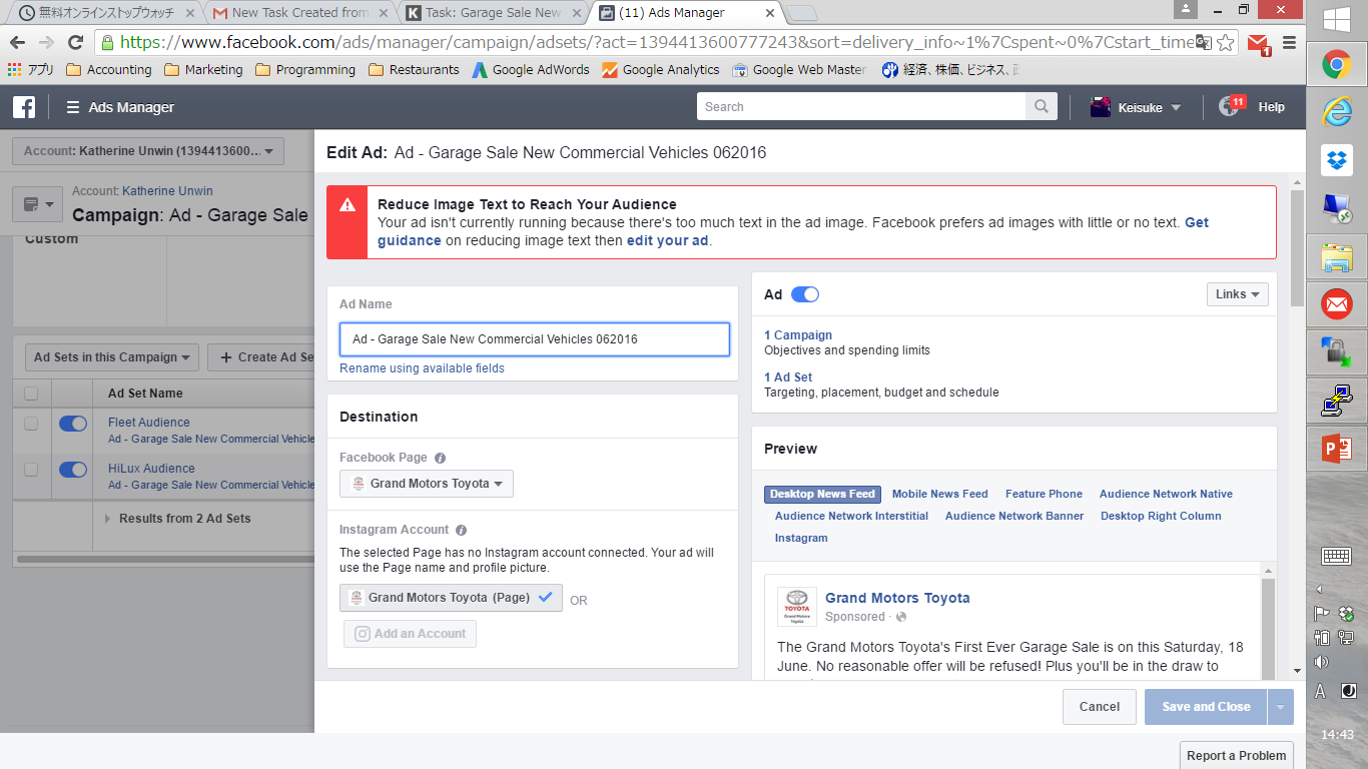 無料オンラインストップウォッチ
New Task Created from
Task: Garage Sale New
(11) Ads Manager
https://www.facebook.com/ads/manager/campaign/adsets/?act=1394413600777243&sort=delivery_info~1%7Cspent~0%7Cstart_time
1
アプリ
Accounting
Marketing
Programming
Restaurants
Google AdWords
Google Analytics
Google Web Master
経済、株価、ビジネス、
Ads Manager
Search
Keisuke
11
Help
Account: Katherine Unwin (1394413600...
Account: Katherine Unwin
Campaign: Ad - Garage Sale
Custom
Ad Sets in this Campaign
Create Ad Se
Ad Set Name
Fleet Audience
Ad - Garage Sale New Commercial Vehicle
HiLux Audience
Ad - Garage Sale New Commercial Vehicle
Results from 2 Ad Sets
Edit Ad: Ad - Garage Sale New Commercial Vehicles 062016
Reduce Image Text to Reach Your Audience
Your ad isn't currently running because there's too much text in the ad image. Facebook prefers ad images with little or no text. Get
guidance on reducing image text then edit your ad.
Ad Name
Ad - Garage Sale New Commercial Vehicles 062016
Rename using available fields
Destination
Facebook Page
Grand Motors Toyota
Instagram Account
The selected Page has no Instagram account connected. Your ad will
use the Page name and profile picture.
Grand Motors Toyota (Page)
OR
Add an Account
Ad
Links
1 Campaign
Objectives and spending limits
1 Ad Set
Targeting, placement, budget and schedule
Preview
Desktop News Feed
Mobile News Feed
Feature Phone
Audience Network Native
Audience Network Interstitial
Audience Network Banner
Desktop Right Column
Instagram
TOYOTA
Grand Motors
Toyota
Grand Motors Toyota
Sponsored ·
The Grand Motors Toyota's First Ever Garage Sale is on this Saturday, 18
June. No reasonable offer will be refused! Plus you'll be in the draw to
Cancel
Save and Close
Report a Problem
A
14:43